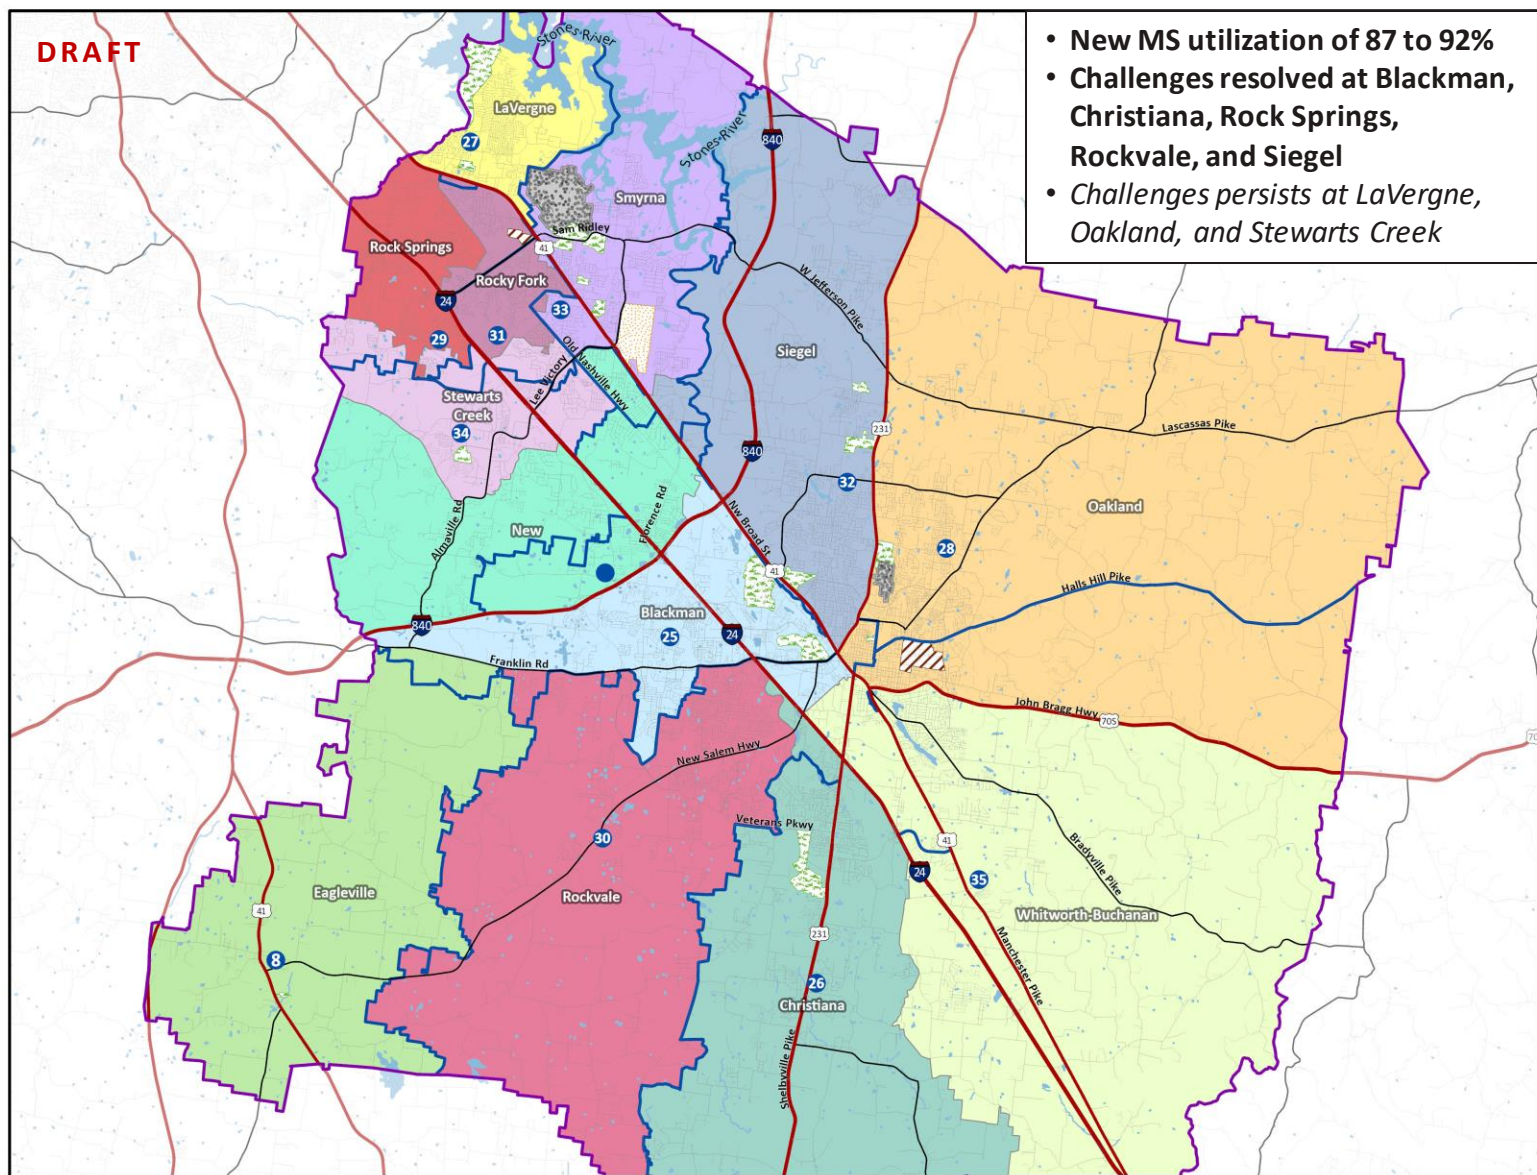 DRAFT
• New MS utilization of 87 to 92%
• Challenges resolved at Blackman,
Christiana, Rock Springs,
Rockvale, and Siegel
• Challenges persists at LaVergne,
Oakland, and Stewarts Creek
Stones River
LaVergne
27
840
Stones River
Smyrna
Sam Ridley
41
Rock Springs
Rocky Fork
W Jefferson Pike
24
33
29
31
Old Nashville Hwy
Siegel
Lee Victory
Stewarts
Creek
34
231
Lascassas Pike
840
32
Nw Broad St
Oakland
Almaville Rd
New
Florence Rd
28
41
Halls Hill Pike
Blackman
840
25
24
Franklin Rd
John Bragg Hwy
70S
70
New Salem Hwy
Veterans Pkwy
30
41
Bradyville Pike
24
35
Eagleville
Rockvale
41
Whitworth-Buchanan
231
Manchester Pike
8
26
Christiana
Shelbyville Pike